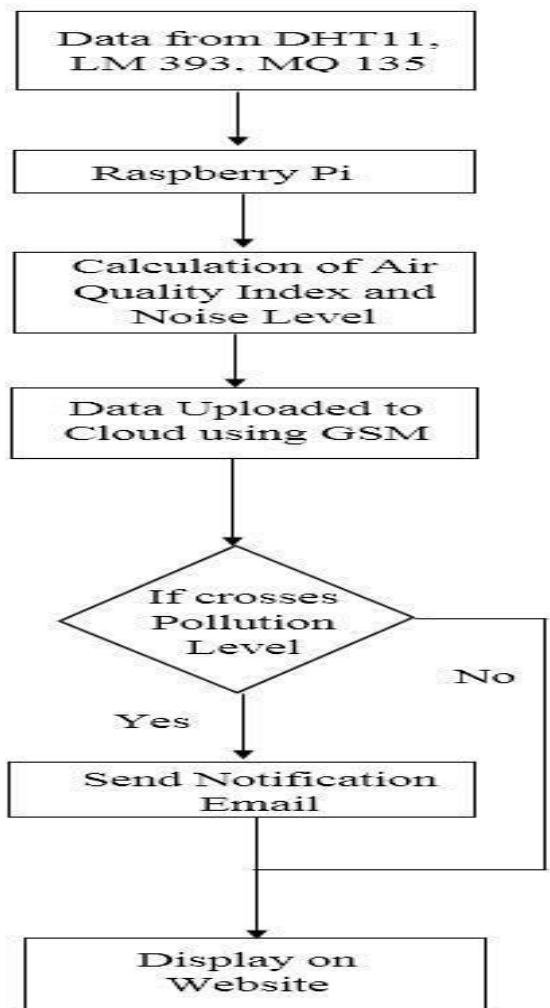 Data from DHT11,
LM 393, MQ 135
Raspberry Pi
Calculation of Air
Quality Index and
Noise Level
Data Uploaded to
Cloud using GSM
If crosses
Pollution
Level
No
Yes
Send Notification
Email
Display on
Website